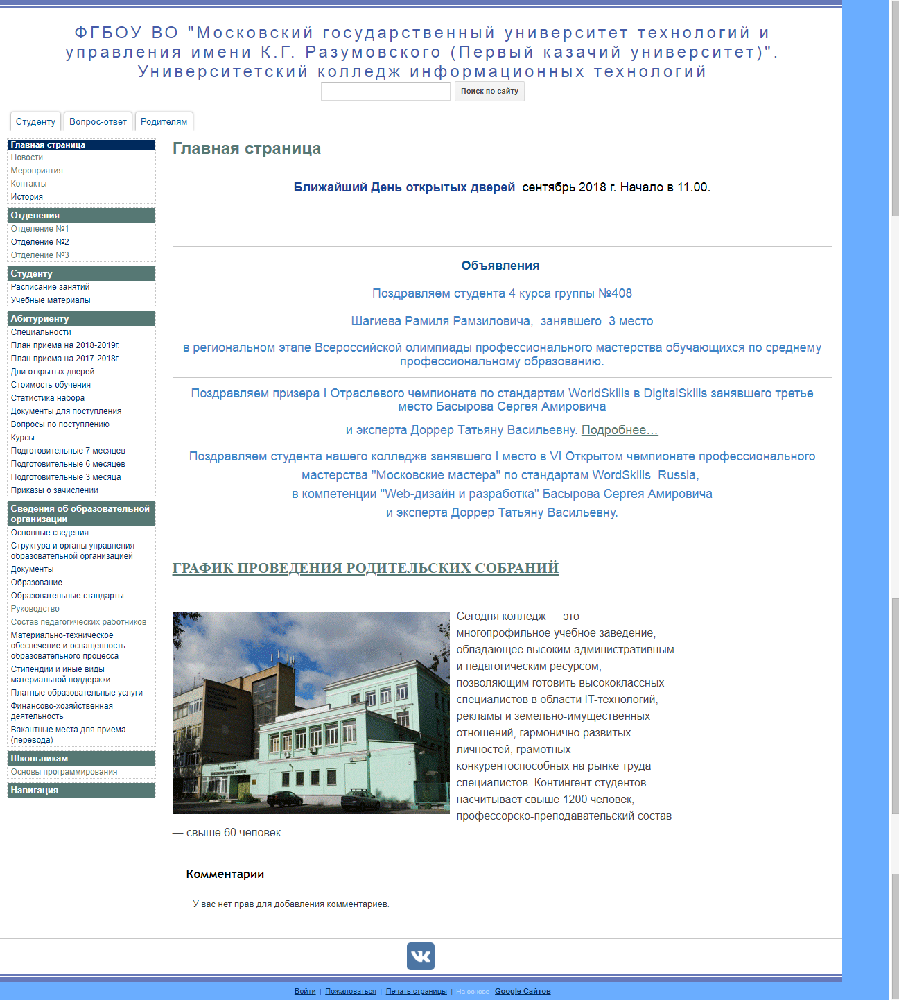 ФГБОУ ВО "Московский государственный университет технологий и
управления имени К.Г. Разумовского (Первый казачий университет)".
Университетский колледж информационных технологий
Поиск по сайту
Студенту
Вопрос-ответ
Родителям
Главная страница
Новости
Мероприятия
Контакты
История
Отделения
Отделение №1
Отделение №2
Отделение №3
Студенту
Расписание занятий
Учебные материалы
Абитуриенту
Специальности
План приема на 2018-2019г.
План приема на 2017-2018г.
Дни открытых дверей
Стоимость обучения
Статистика набора
Документы для поступления
Вопросы по поступлению
Курсы
Подготовительные 7 месяцев
Подготовительные 6 месяцев
Подготовительные 3 месяца
Приказы о зачислении
Сведения об образовательной
организации
Основные сведения
Структура и органы управления
образовательной организацией
Документы
Образование
Образовательные стандарты
Руководство
Состав педагогических работников
Материально-техническое
обеспечение и оснащенность
образовательного процесса
Стипендии и иные виды
материальной поддержки
Платные образовательные услуги
Финансово-хозяйственная
деятельность
Вакантные места для приема
(перевода)
Школьникам
Основы программирования
Навигация
Главная страница
Ближайший День открытых дверей  сентябрь 2018 г. Начало в 11.00.
Объявления
Поздравляем студента 4 курса группы №408
Шагиева Рамиля Рамзиловича,  занявшего  3 место
в региональном этапе Всероссийской олимпиады профессионального мастерства обучающихся по среднему
профессиональному образованию.
Поздравляем призера I Отраслевого чемпионата по стандартам WorldSkills в DigitalSkills занявшего третье
место Басырова Сергея Амировича
и эксперта Доррер Татьяну Васильевну. Подробнее...
Поздравляем студента нашего колледжа занявшего I место в VI Открытом чемпионате профессионального
мастерства "Московские мастера" по стандартам WordSkills  Russia,
в компетенции "Web-дизайн и разработка" Басырова Сергея Амировича
и эксперта Доррер Татьяну Васильевну.
ГРАФИК ПРОВЕДЕНИЯ РОДИТЕЛЬСКИХ СОБРАНИЙ
Сегодня колледж — это
многопрофильное учебное заведение,
обладающее высоким административным
и педагогическим ресурсом,
позволяющим готовить высококлассных
специалистов в области IT-технологий,
рекламы и земельно-имущественных
отношений, гармонично развитых
личностей, грамотных
конкурентоспособных на рынке труда
специалистов. Контингент студентов
насчитывает свыше 1200 человек,
профессорско-преподавательский состав
— свыше 60 человек.
Комментарии
У вас нет прав для добавления комментариев.
Войти | Пожаловаться | Печать страницы | На основе Google Сайтов